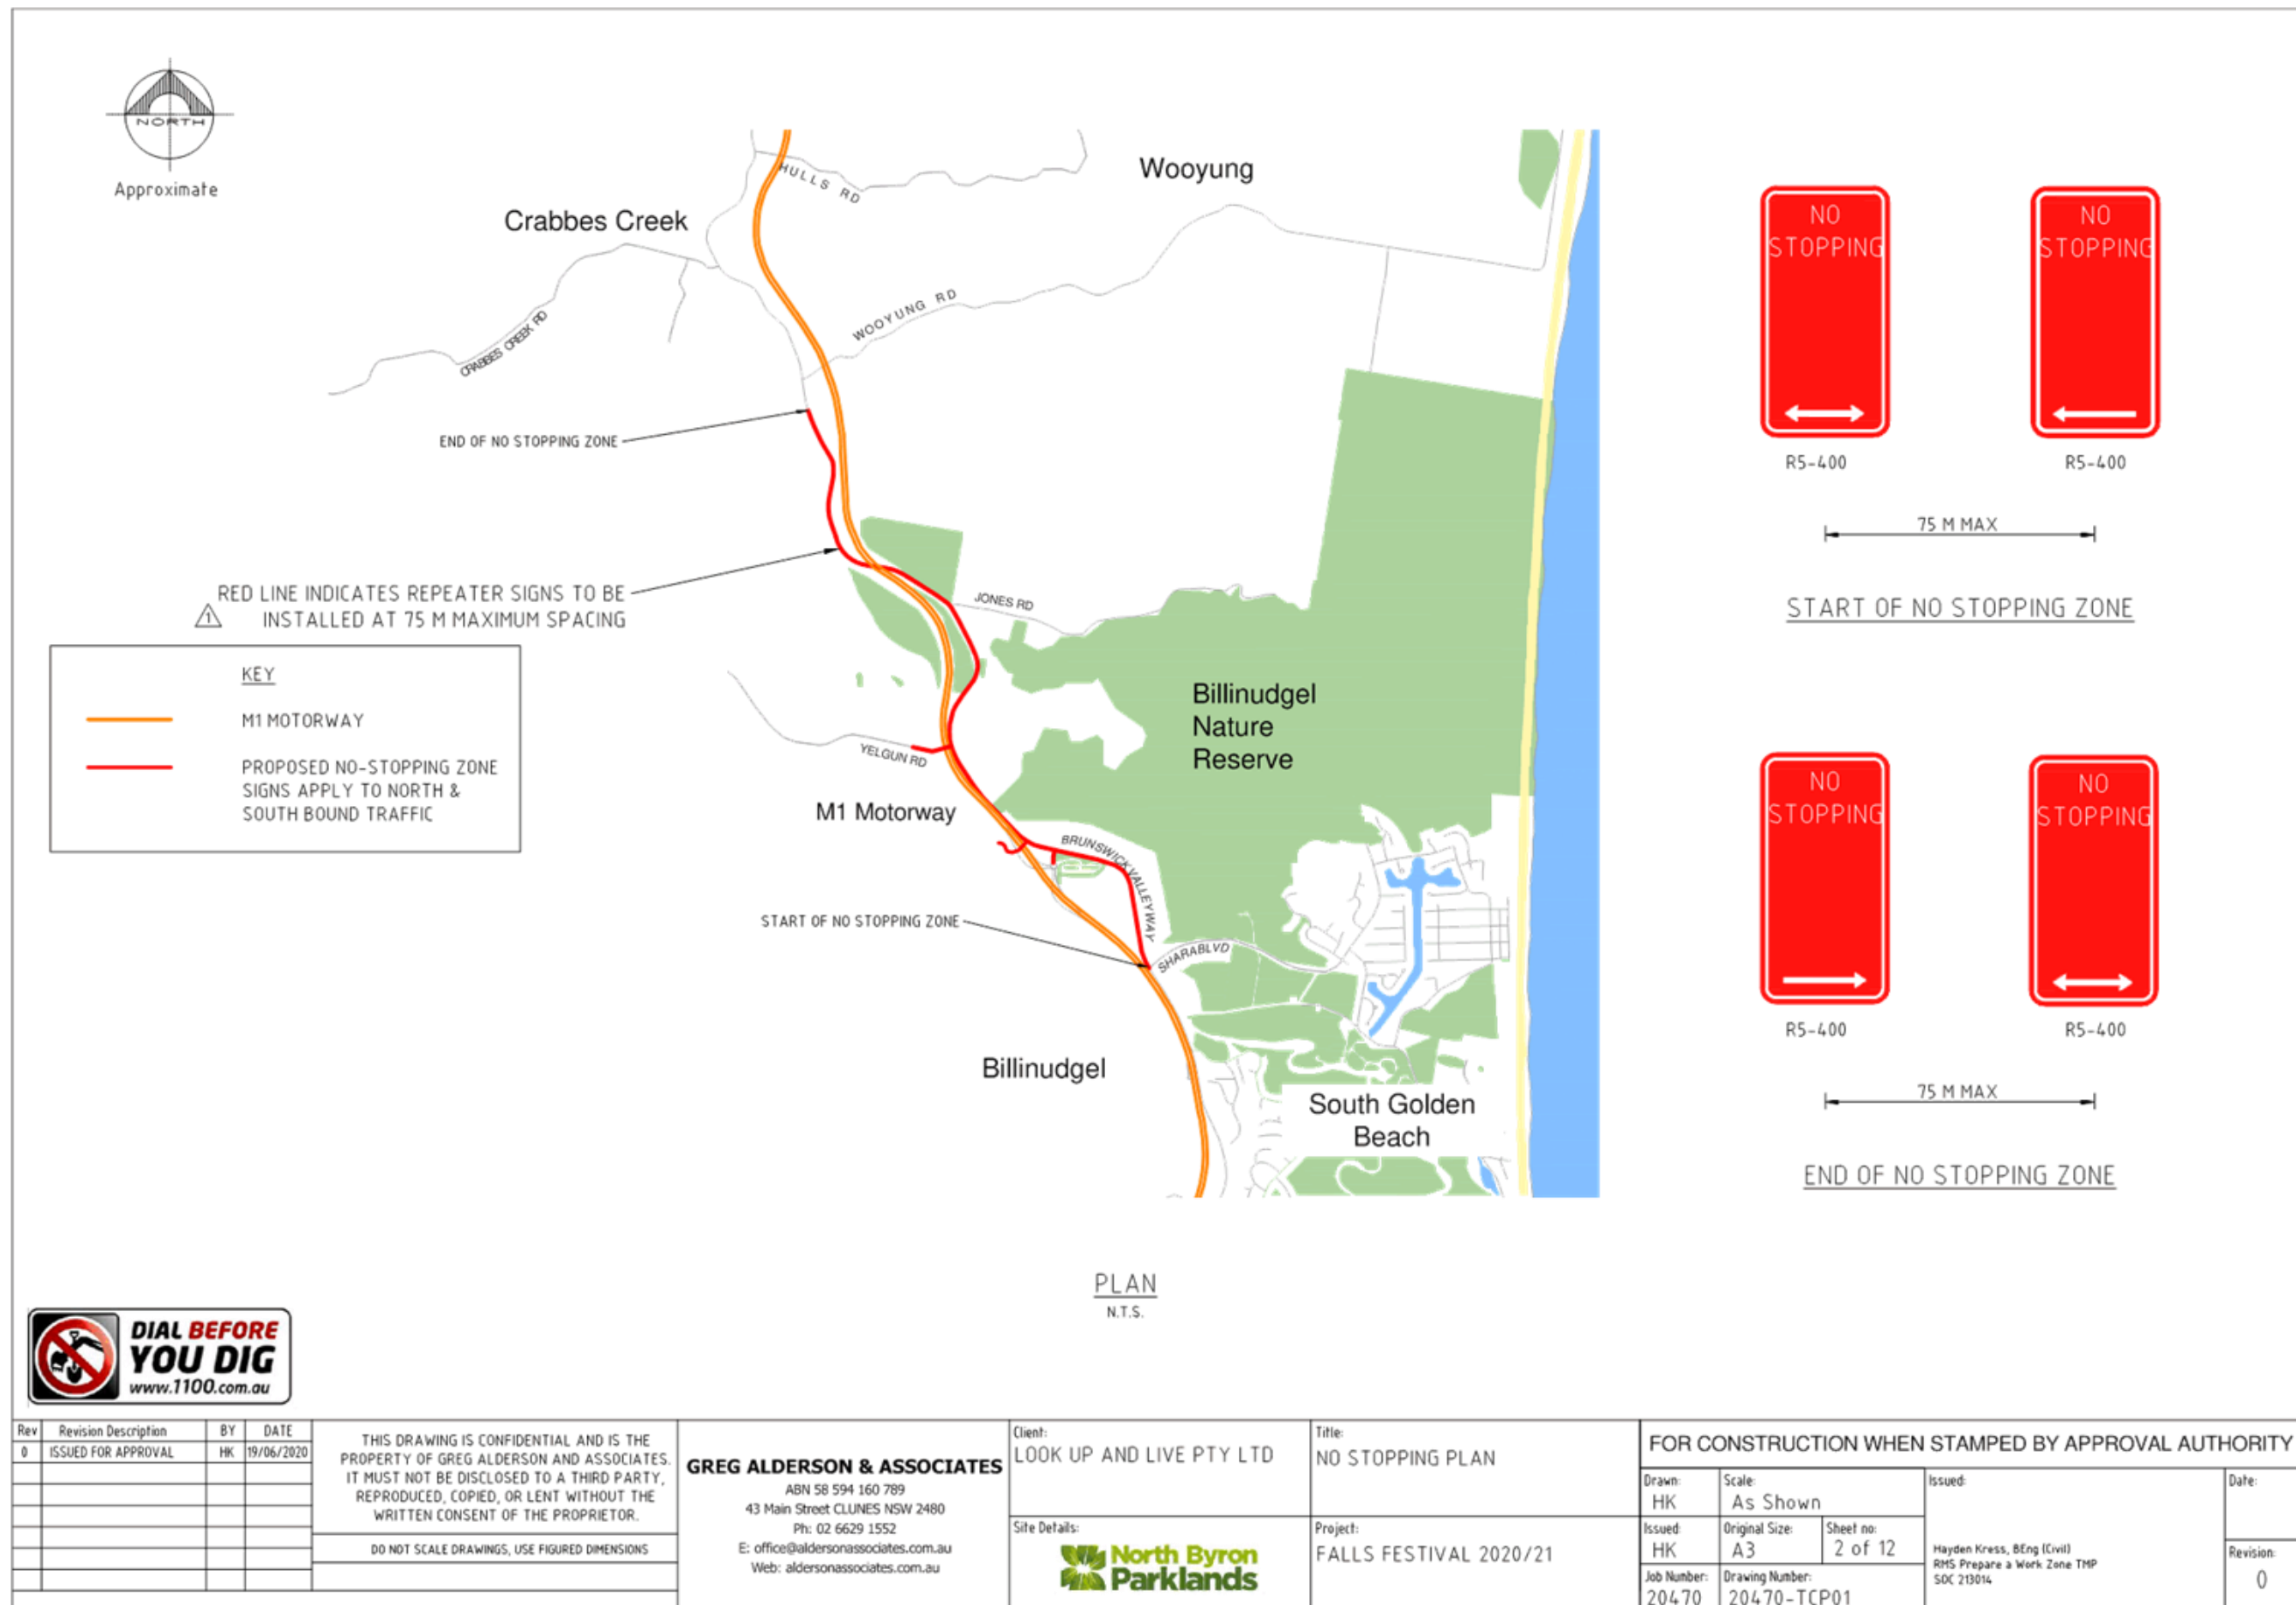 NORTH
Approximate
HULLS RD
Wooyung
Crabbes Creek
WOOYUNG RD
CRABBES CREEK RD
END OF NO STOPPING ZONE
RED LINE INDICATES REPEATER SIGNS TO BE
1 INSTALLED AT 75 M MAXIMUM SPACING
JONES RD
KEY
M1 MOTORWAY
PROPOSED NO-STOPPING ZONE
SIGNS APPLY TO NORTH &
SOUTH BOUND TRAFFIC
YELGUN RD
Billinudgel
Nature
Reserve
M1 Motorway
BRUNSWICK VALLEY WAY
START OF NO STOPPING ZONE
SHARA BLVD
Billinudgel
South Golden
Beach
NO
STOPPING
R5-400
NO
STOPPING
R5-400
75 M MAX
START OF NO STOPPING ZONE
NO
STOPPING
R5-400
NO
STOPPING
R5-400
75 M MAX
END OF NO STOPPING ZONE
PLAN
N.T.S.
DIAL BEFORE
YOU DIG
www.1100.com.au
Rev Revision Description BY DATE
0 ISSUED FOR APPROVAL HK 19/06/2020
THIS DRAWING IS CONFIDENTIAL AND IS THE
PROPERTY OF GREG ALDERSON AND ASSOCIATES.
IT MUST NOT BE DISCLOSED TO A THIRD PARTY,
REPRODUCED, COPIED, OR LENT WITHOUT THE
WRITTEN CONSENT OF THE PROPRIETOR.
DO NOT SCALE DRAWINGS, USE FIGURED DIMENSIONS
GREG ALDERSON & ASSOCIATES
ABN 58 594 160 789
43 Main Street CLUNES NSW 2480
Ph: 02 6629 1552
E: office@aldersonassociates.com.au
Web: aldersonassociates.com.au
Client:
LOOK UP AND LIVE PTY LTD
Site Details:
North Byron
Parklands
Title:
NO STOPPING PLAN
Project:
FALLS FESTIVAL 2020/21
FOR CONSTRUCTION WHEN STAMPED BY APPROVAL AUTHORITY
Drawn:
HK
Scale:
As Shown
Issued:
Date:
Issued:
HK
Original Size:
A3
Sheet no:
2 of 12
Hayden Kress, BEng (Civil)
RMS Prepare a Work Zone TMP
SOC 213014
Revision:
0
Job Number:
20470
Drawing Number:
20470-TCP01